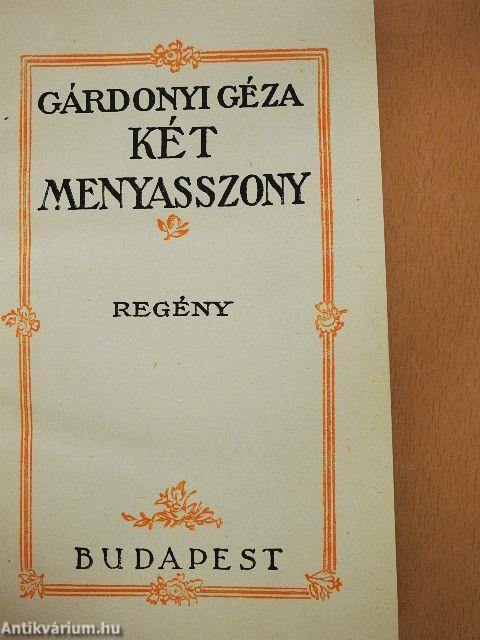 GÁRDONYI GÉZA
KÉT
MENYASSZONY
REGÉNY
BUDAPEST
Antikvárium.hu